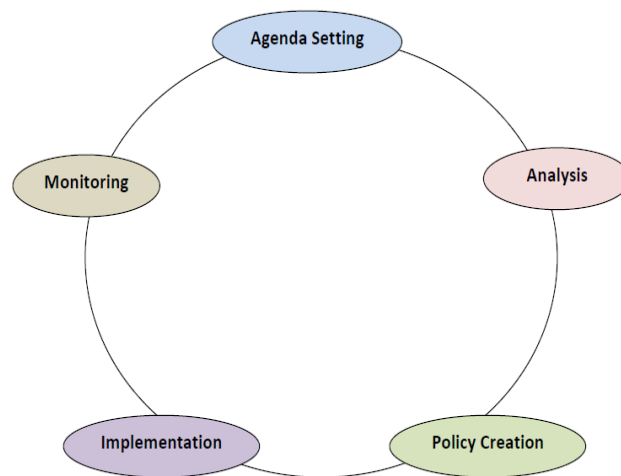 Agenda Setting
Monitoring
Analysis
Implementation
Policy Creation